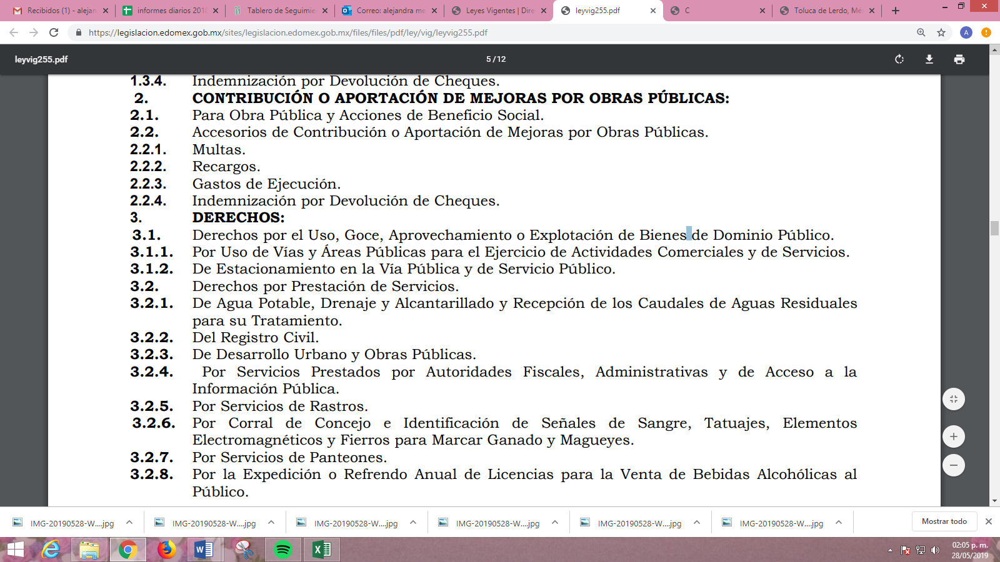 Recibidos (1) - alejan
informes diarios 2018
Tablero de Seguimie
Correo: alejandra me
Leyes Vigentes | Dire
leyvig255.pdf
C
Toluca de Lerdo, Mé
https://legislacion.edomex.gob.mx/sites/legislacion.edomex.gob.mx/files/files/pdf/ley/vig/leyvig255.pdf
A
leyvig255.pdf
5 / 12
1.3.4. Indemnización por Devolución de Cheques.
2. CONTRIBUCIÓN O APORTACIÓN DE MEJORAS POR OBRAS PÚBLICAS:
2.1. Para Obra Pública y Acciones de Beneficio Social.
2.2. Accesorios de Contribución o Aportación de Mejoras por Obras Públicas.
2.2.1. Multas.
2.2.2. Recargos.
2.2.3. Gastos de Ejecución.
2.2.4. Indemnización por Devolución de Cheques.
3. DERECHOS:
3.1. Derechos por el Uso, Goce, Aprovechamiento o Explotación de Bienes de Dominio Público.
3.1.1. Por Uso de Vías y Áreas Públicas para el Ejercicio de Actividades Comerciales y de Servicios.
3.1.2. De Estacionamiento en la Vía Pública y de Servicio Público.
3.2. Derechos por Prestación de Servicios.
3.2.1. De Agua Potable, Drenaje y Alcantarillado y Recepción de los Caudales de Aguas Residuales
para su Tratamiento.
3.2.2. Del Registro Civil.
3.2.3. De Desarrollo Urbano y Obras Públicas.
3.2.4. Por Servicios Prestados por Autoridades Fiscales, Administrativas y de Acceso a la
Información Pública.
3.2.5. Por Servicios de Rastros.
3.2.6. Por Corral de Concejo e Identificación de Señales de Sangre, Tatuajes, Elementos
Electromagnéticos y Fierros para Marcar Ganado y Magueyes.
3.2.7. Por Servicios de Panteones.
3.2.8. Por la Expedición o Refrendo Anual de Licencias para la Venta de Bebidas Alcohólicas al
Público.
IMG-20190528-W....jpg
IMG-20190528-W....jpg
IMG-20190528-W....jpg
IMG-20190528-W....jpg
IMG-20190528-W....jpg
IMG-20190528-W....jpg
Mostrar todo
02:05 p. m.
28/05/2019